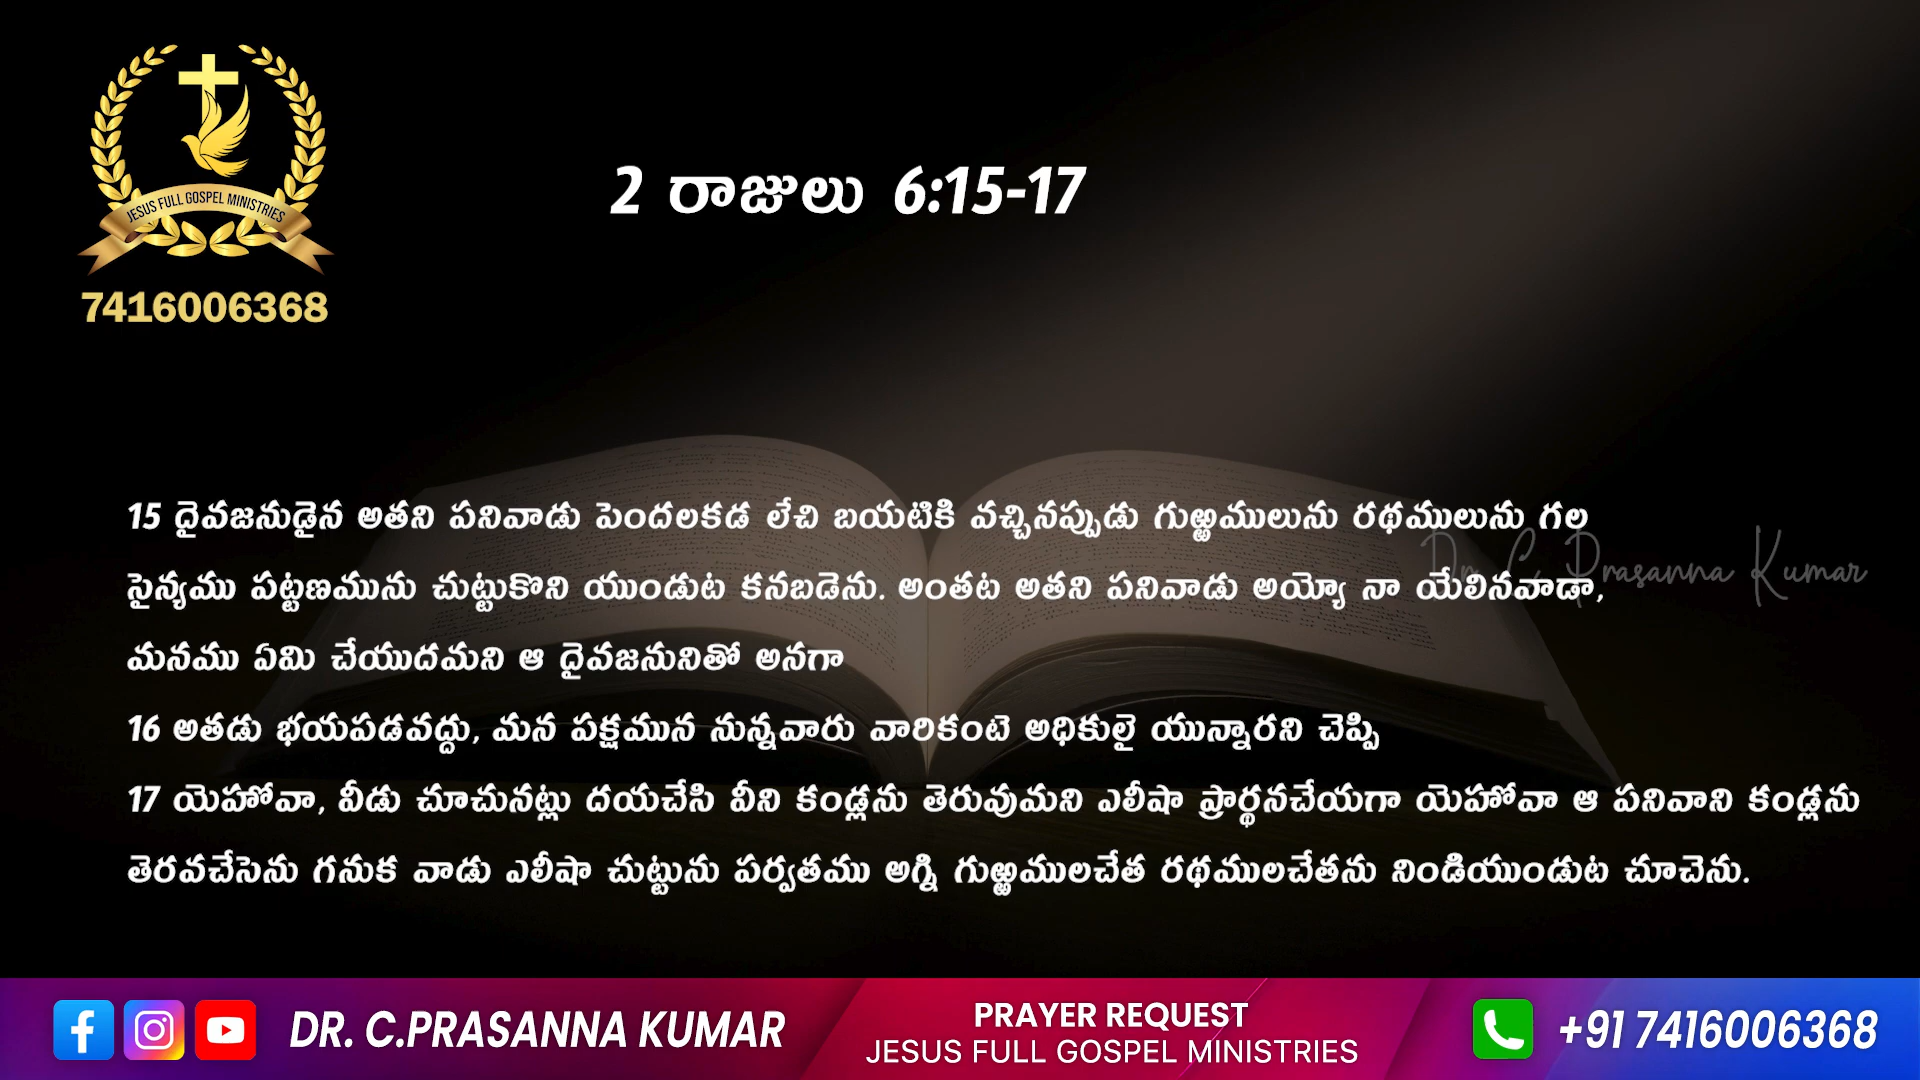 JESUS FULL GOSPEL MINISTRIES
7416006368
2 రాజులు 6:15-17
15 దైవజనుడైన అతని పనివాడు పెందలకడ లేచి బయటికి వచ్చినప్పుడు గుఱ్ఱములును రథములును గల
సైన్యము పట్టణమును చుట్టుకొని యుండుట కనబడెను. అంతట అతని పనివాడు అయ్యో నా యేలినవాడా,
Dr. C. Prasanna Kumar
మనము ఏమి చేయుదమని ఆ దైవజనునితో అనగా
16 అతడు భయపడవద్దు, మన పక్షమున నున్నవారు వారికంటె అధికులై యున్నారని చెప్పి
17 యెహోవా, వీడు చూచునట్లు దయచేసి వీని కండ్లను తెరువుమని ఎలీషా ప్రార్థనచేయగా యెహోవా ఆ పనివాని కండ్లను
తెరవచేసెను గనుక వాడు ఎలీషా చుట్టును పర్వతము అగ్ని గుఱ్ఱములచేత రథములచేతను నిండియుండుట చూచెను.
DR. C.PRASANNA KUMAR
PRAYER REQUEST
JESUS FULL GOSPEL MINISTRIES
+91 7416006368